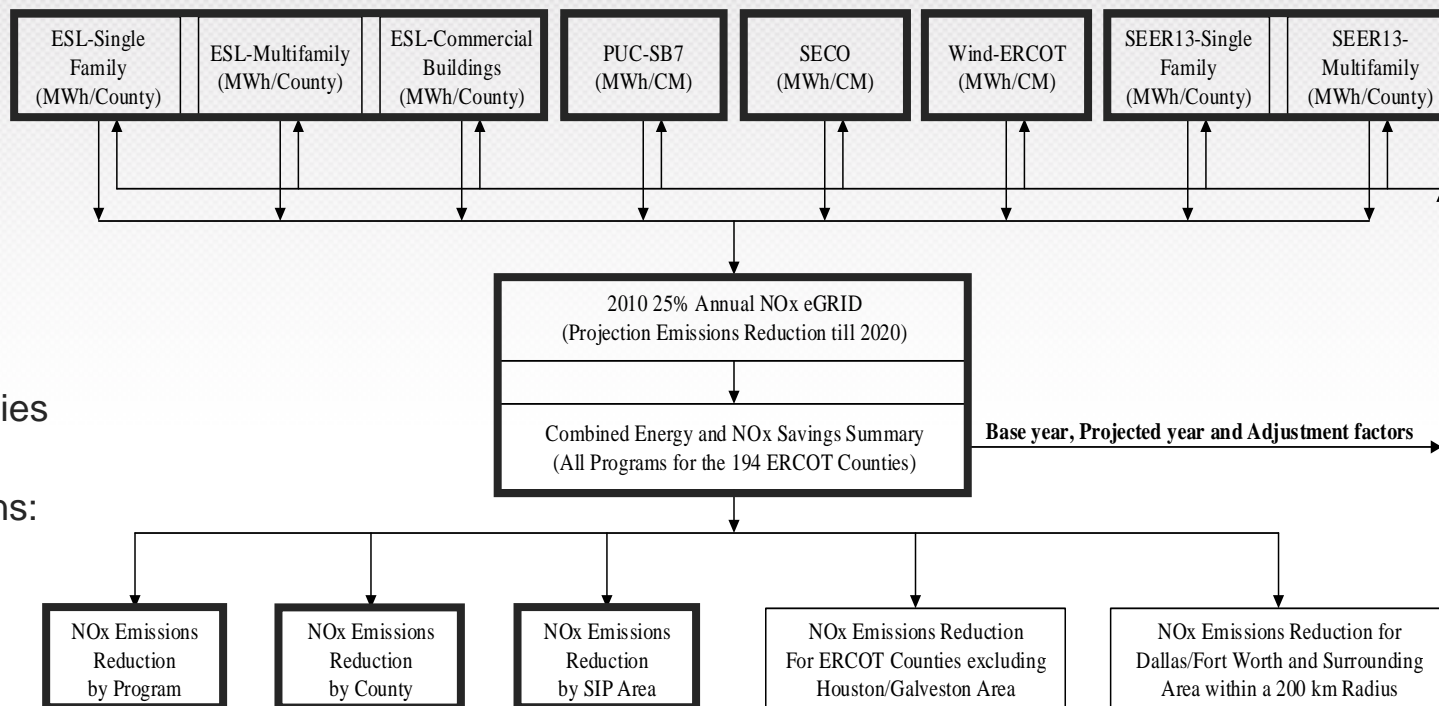 ESL-Single
Family
(MWh/County)
ESL-Multifamily
(MWh/County)
ESL-Commercial
Buildings
(MWh/County)
PUC-SB7
(MWh/CM)
SECO
(MWh/CM)
Wind-ERCOT
(MWh/CM)
SEER13-Single
Family
(MWh/County)
SEER13-
Multifamily
(MWh/County)
2010 25% Annual NOx eGRID
(Projection Emissions Reduction till 2020)
ies
Combined Energy and NOx Savings Summary
(All Programs for the 194 ERCOT Counties)
Base year, Projected year and Adjustment factors
ns:
NOx Emissions
Reduction
by Program
NOx Emissions
Reduction
by County
NOx Emissions
Reduction
by SIP Area
NOx Emissions Reduction
For ERCOT Counties excluding
Houston/Galveston Area
NOx Emissions Reduction for
Dallas/Fort Worth and Surrounding
Area within a 200 km Radius